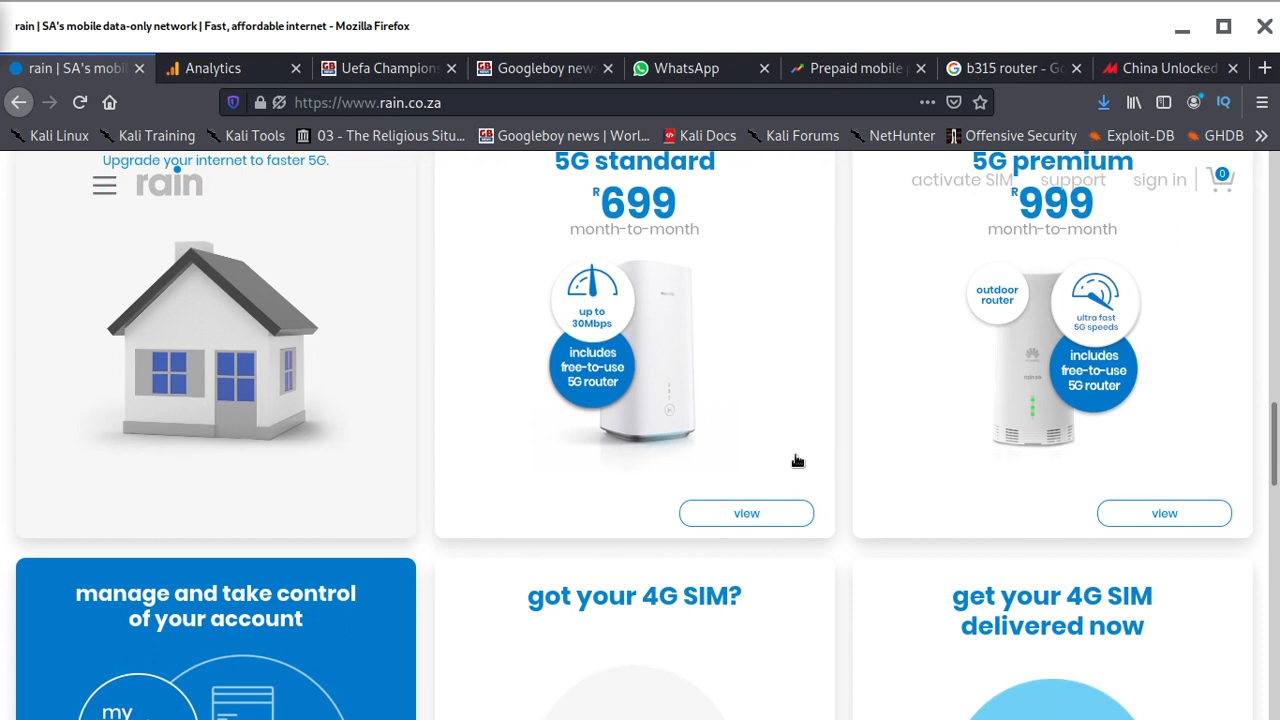 rain | SA's mobile data-only network | Fast, affordable internet - Mozilla Firefox
rain | SA's mobil
Analytics
Uefa Champions
Googleboy new
WhatsApp
Prepaid mobile
b315 router - Go
China Unlocked
https://www.rain.co.za
IQ
Kali Linux
Kali Training
Kali Tools
03 - The Religious Situ...
Googleboy news | Worl...
Kali Docs
Kali Forums
NetHunter
Offensive Security
Exploit-DB
GHDB
Upgrade your internet to faster 5G.
rain
activate SIM
support
sign in
0
5G standard
R699
month-to-month
up to
30Mbps
includes
free-to-use
5G router
view
5G premium
R999
month-to-month
outdoor
router
ultra fast
5G speeds
includes
free-to-use
5G router
view
manage and take control
of your account
my
got your 4G SIM?
get your 4G SIM
delivered now